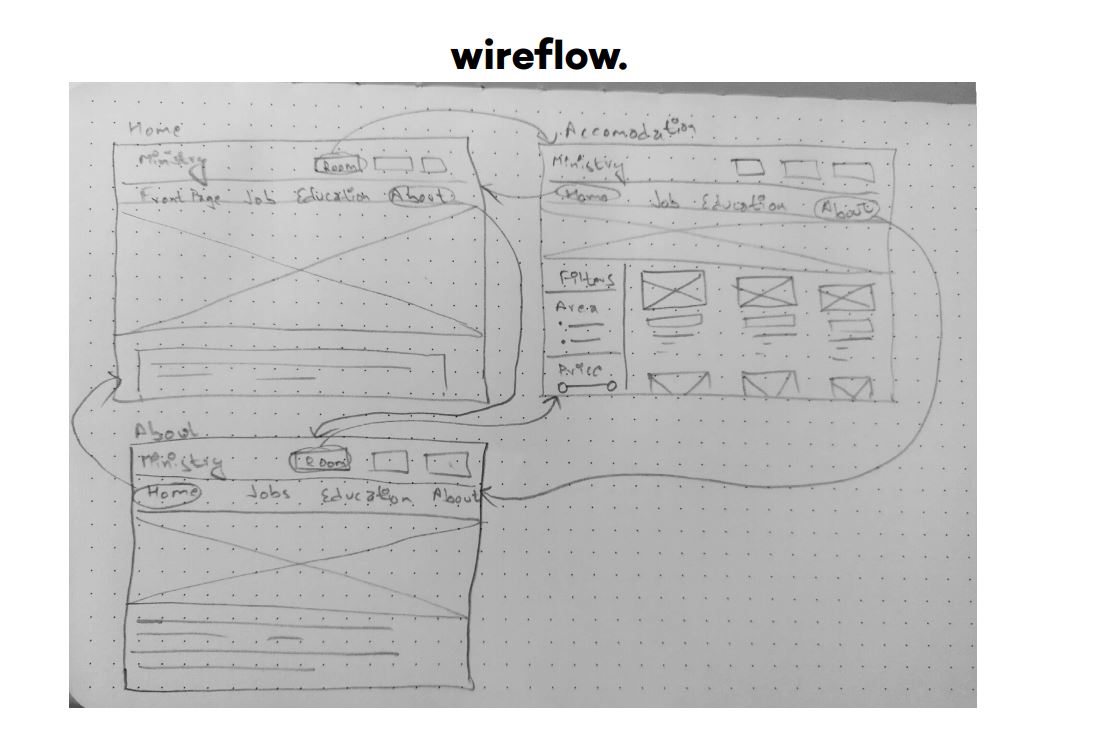 wireflow.
Home
Ministry
Room
Front Page Job Education About
Accomodation
Ministry
Home Job Education About
Filters
Area
Price
About
Ministry
Room
Home Jobs Education About